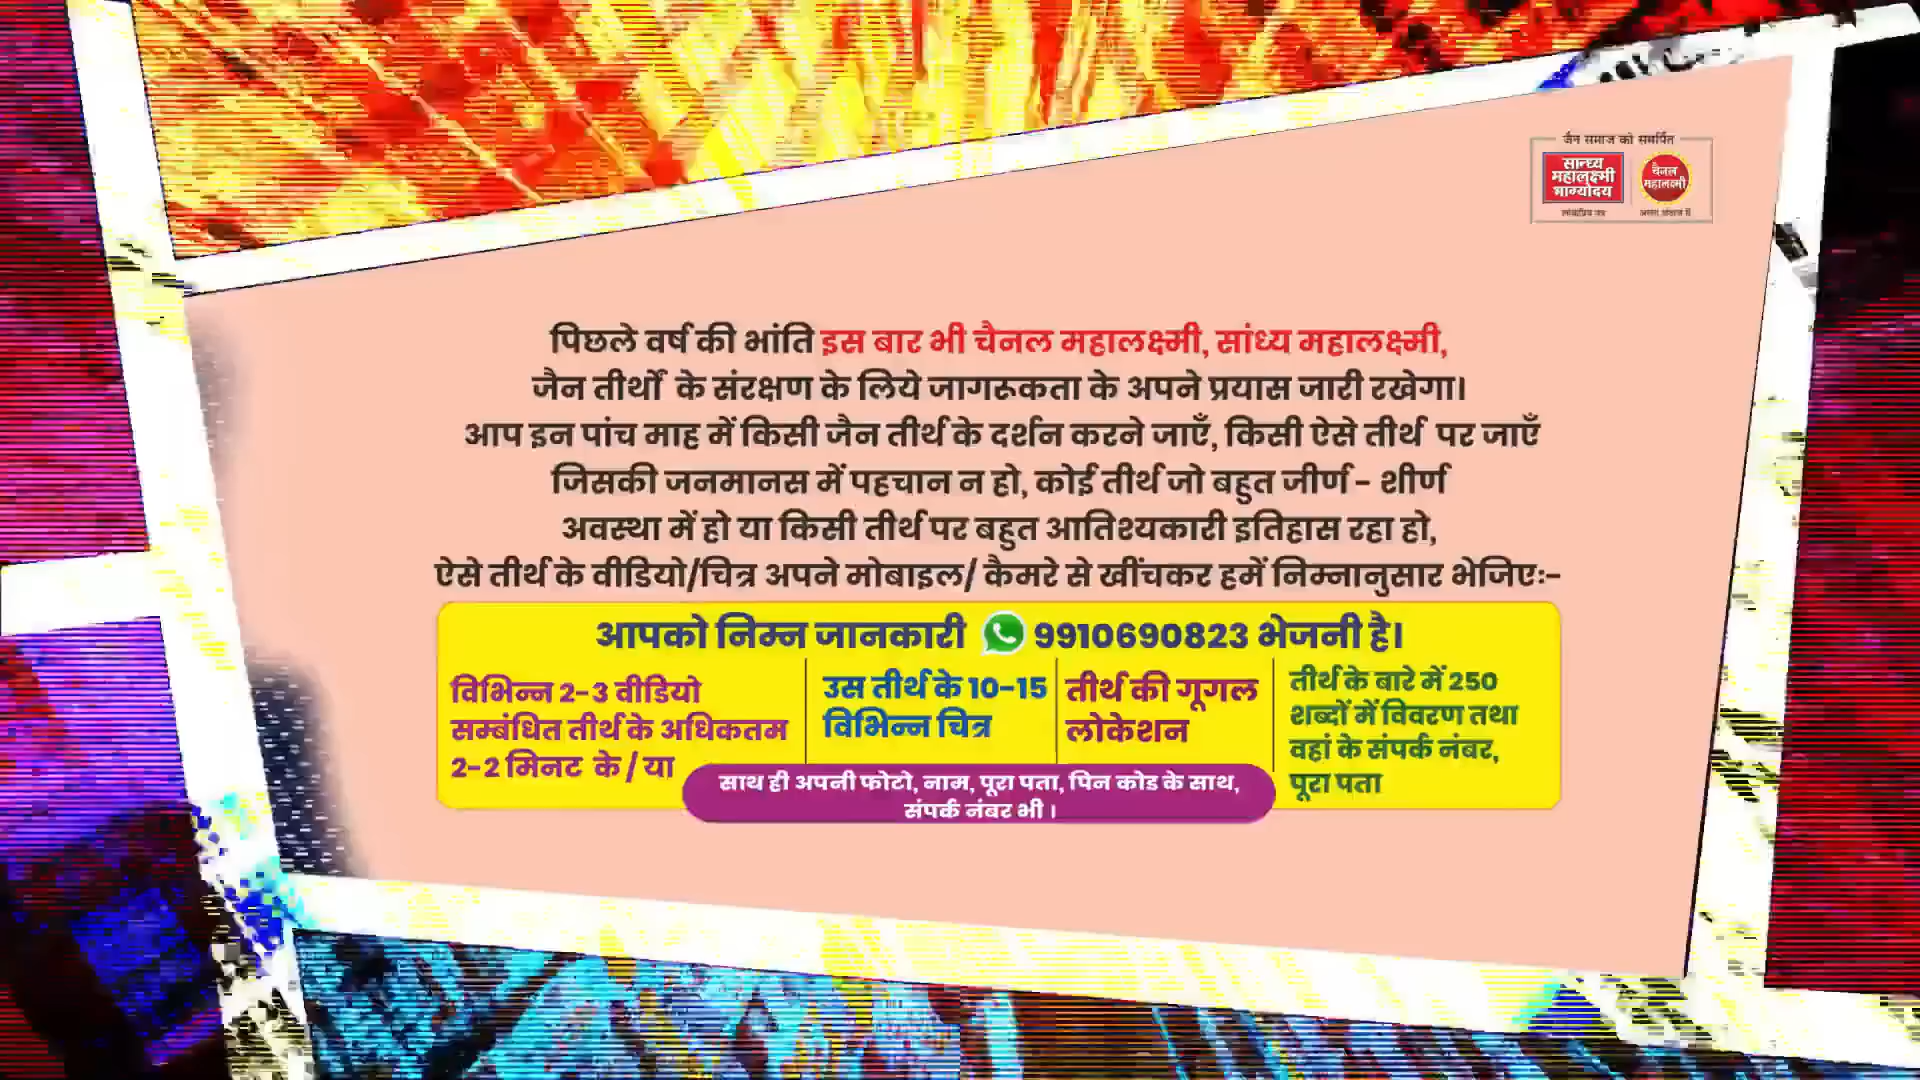 जैन समाज को समर्पित
सान्ध्य
महालक्ष्मी
भाग्योदय
चैनल
महालक्ष्मी
पिछले वर्ष की भांति इस बार भी चैनल महालक्ष्मी, सांध्य महालक्ष्मी,
जैन तीर्थों के संरक्षण के लिये जागरूकता के अपने प्रयास जारी रखेगा।
आप इन पांच माह में किसी जैन तीर्थ के दर्शन करने जाएँ, किसी ऐसे तीर्थ पर जाएँ
जिसकी जनमानस में पहचान न हो, कोई तीर्थ जो बहुत जीर्ण - शीर्ण
अवस्था में हो या किसी तीर्थ पर बहुत आतिश्यकारी इतिहास रहा हो,
ऐसे तीर्थ के वीडियो/चित्र अपने मोबाइल/ कैमरे से खींचकर हमें निम्नानुसार भेजिएः-
आपको निम्न जानकारी 9910690823 भेजनी है।
विभिन्न 2-3 वीडियो
सम्बंधित तीर्थ के अधिकतम
2-2 मिनट के / या
उस तीर्थ के 10-15
विभिन्न चित्र
तीर्थ की गूगल
लोकेशन
तीर्थ के बारे में 250
शब्दों में विवरण तथा
वहां के संपर्क नंबर,
पूरा पता
साथ ही अपनी फोटो, नाम, पूरा पता, पिन कोड के साथ,
संपर्क नंबर भी ।